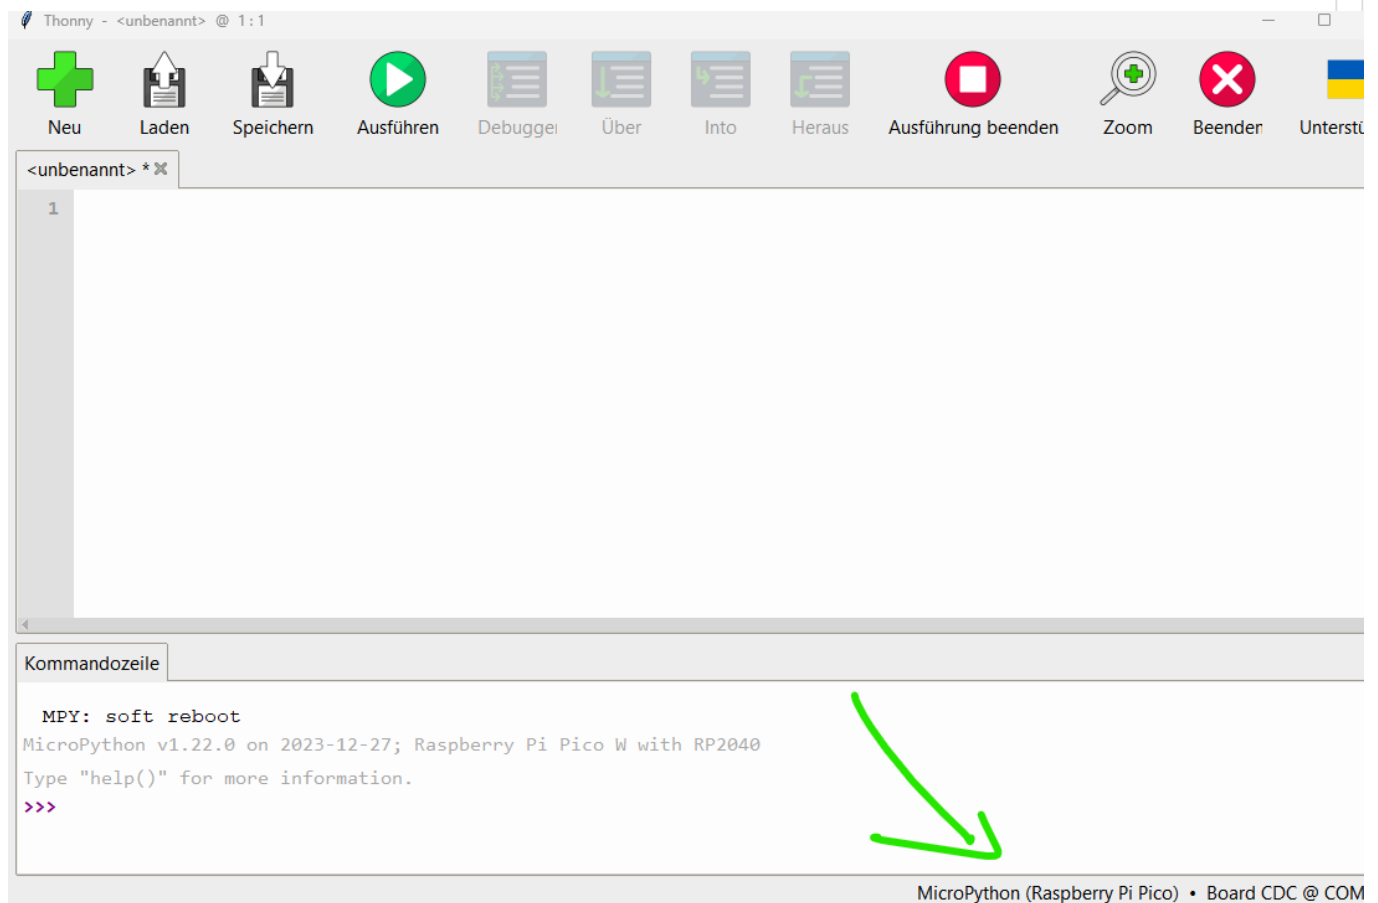 Thonny - <unbenannt> @ 1:1
Neu Laden Speichern Ausführen Debugger Über Into Heraus Ausführung beenden Zoom Beenden Unterstü
<unbenannt> *
1
Kommandozeile
MPY: soft reboot
MicroPython v1.22.0 on 2023-12-27; Raspberry Pi Pico W with RP2040
Type "help()" for more information.
>>>
MicroPython (Raspberry Pi Pico) • Board CDC @ COM